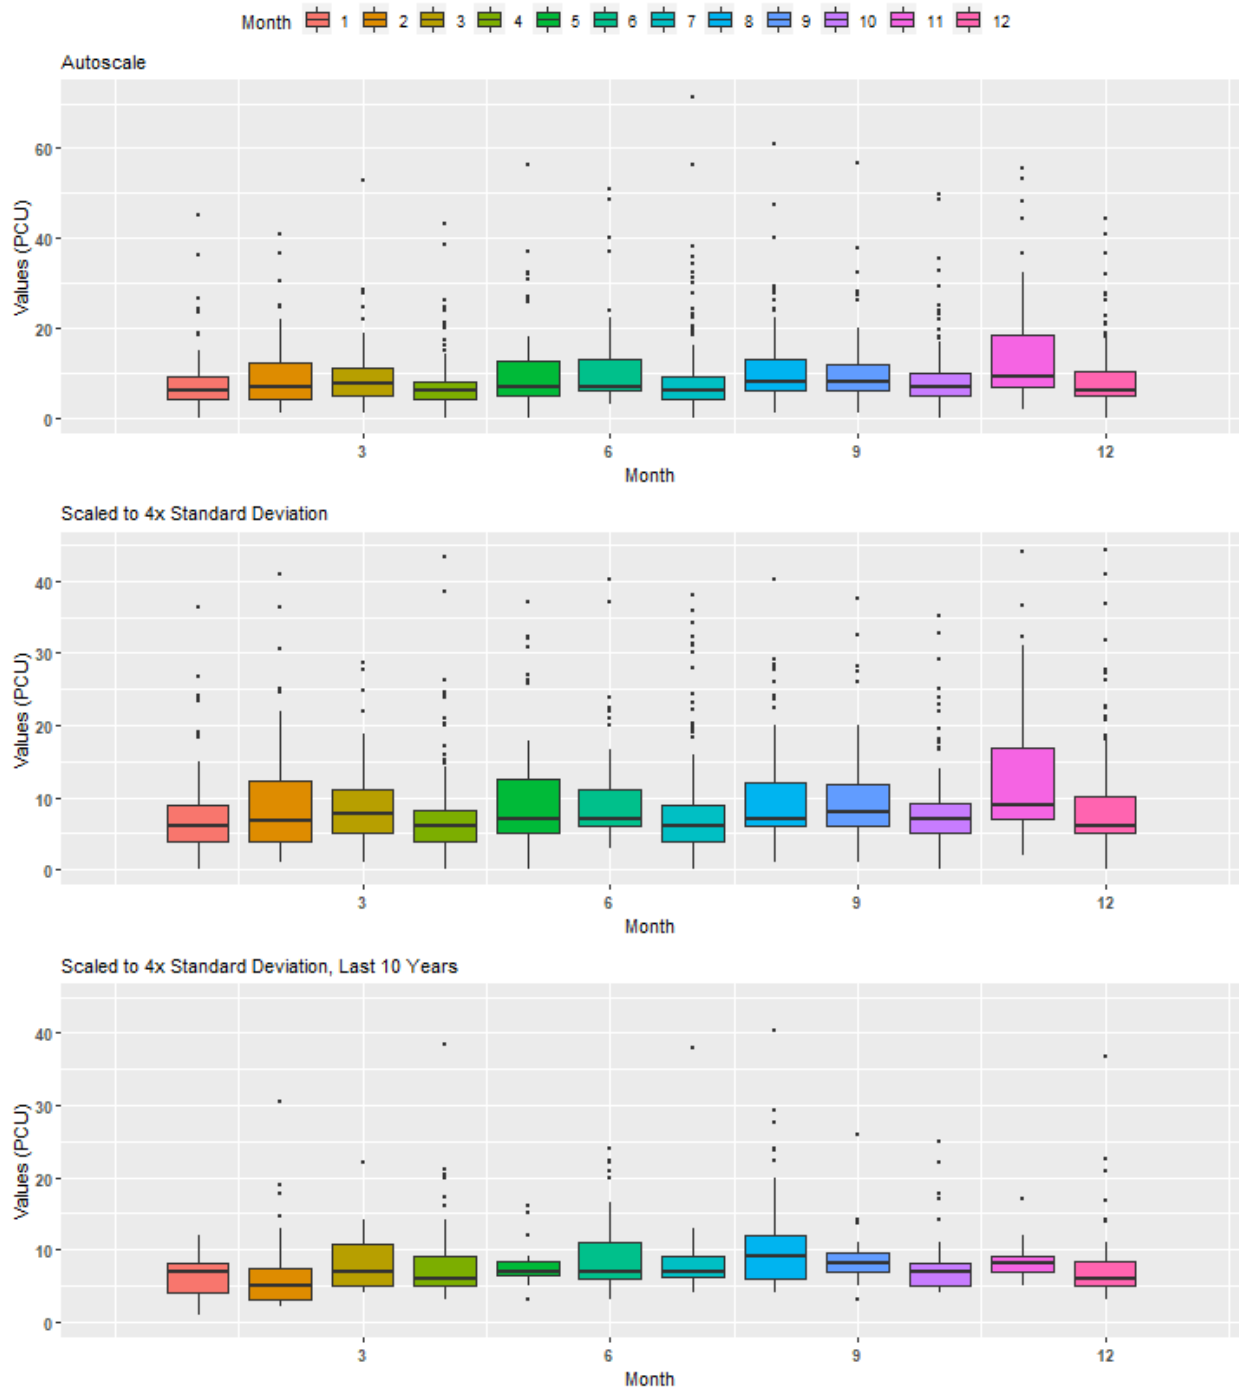 Month 1 2 3 4 5 6 7 8 9 10 11 12
Autoscale
Values (PCU)
60
40
20
0
3 6 9 12
Month
Scaled to 4x Standard Deviation
Values (PCU)
40
30
20
10
0
3 6 9 12
Month
Scaled to 4x Standard Deviation, Last 10 Years
Values (PCU)
40
30
20
10
0
3 6 9 12
Month